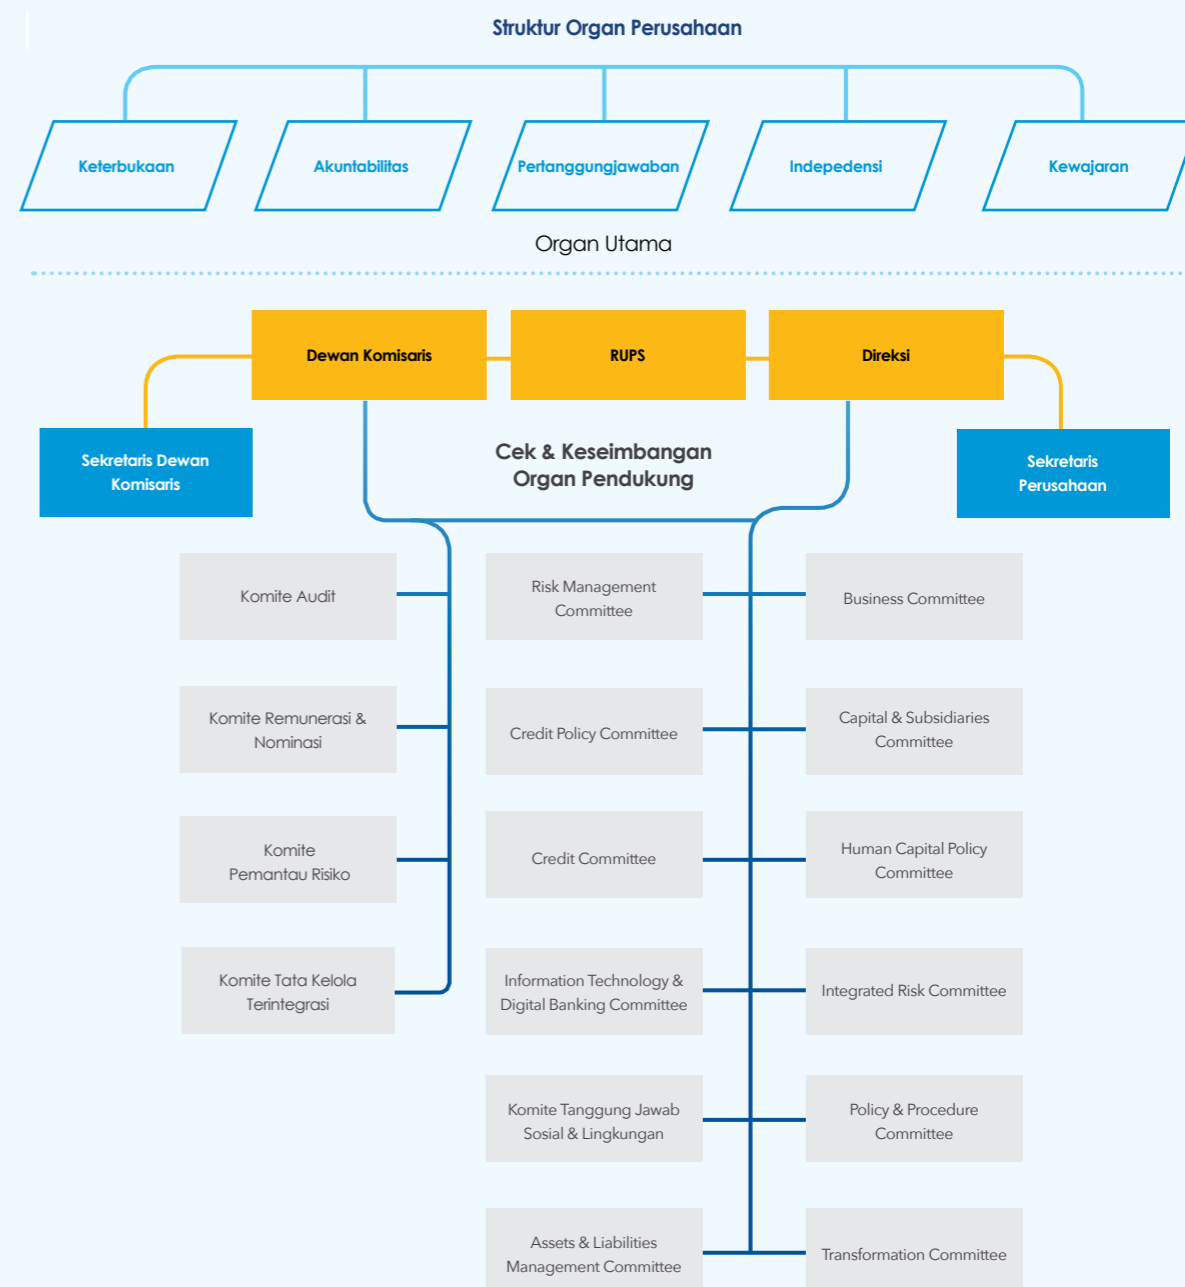 Struktur Organ Perusahaan
Keterbukaan
Akuntabilitas
Pertanggungjawaban
Indepedensi
Kewajaran
Organ Utama
Dewan Komisaris
RUPS
Direksi
Sekretaris Dewan
Komisaris
Cek & Keseimbangan
Organ Pendukung
Sekretaris
Perusahaan
Komite Audit
Risk Management
Committee
Business Committee
Komite Remunerasi &
Nominasi
Credit Policy Committee
Capital & Subsidiaries
Committee
Komite
Pemantau Risiko
Credit Committee
Human Capital Policy
Committee
Komite Tata Kelola
Terintegrasi
Information Technology &
Digital Banking Committee
Integrated Risk Committee
Komite Tanggung Jawab
Sosial & Lingkungan
Policy & Procedure
Committee
Assets & Liabilities
Management Committee
Transformation Committee